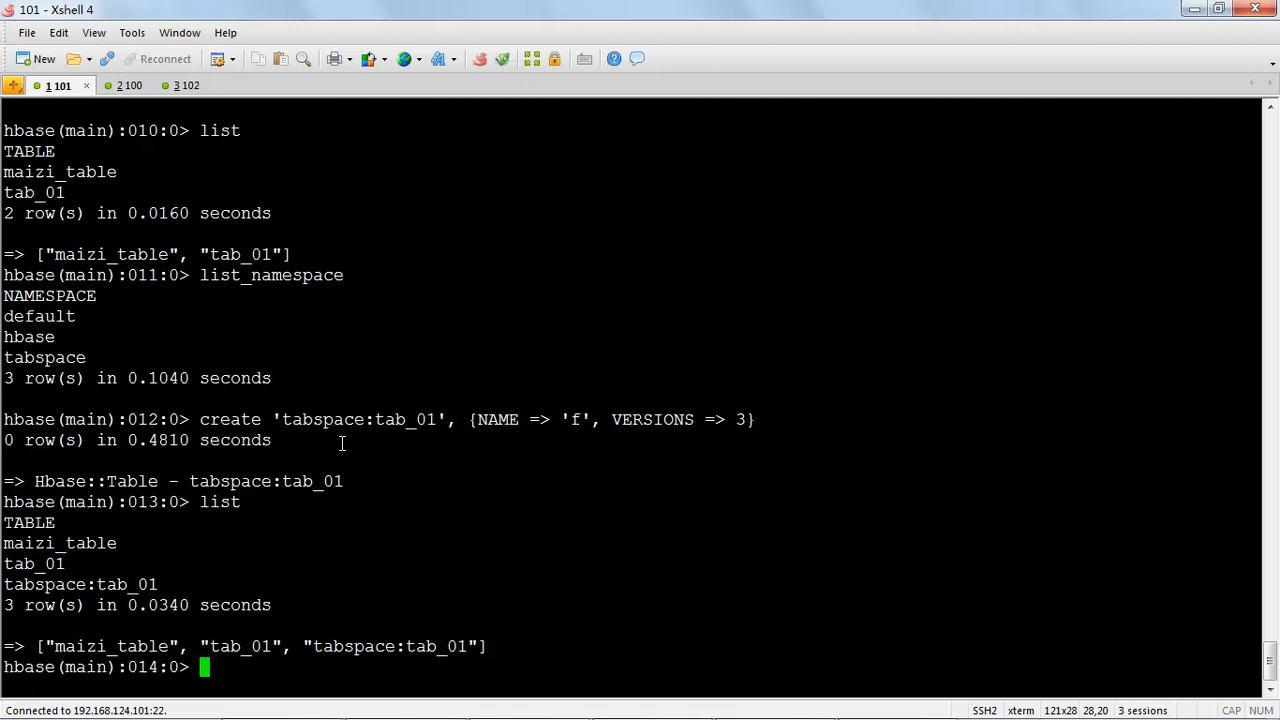 101 - Xshell 4
File Edit View Tools Window Help
New Reconnect
1 101 2 100 3 102
hbase(main):010:0> list
TABLE
maizi_table
tab_01
2 row(s) in 0.0160 seconds
=> ["maizi_table", "tab_01"]
hbase(main):011:0> list_namespace
NAMESPACE
default
hbase
tabspace
3 row(s) in 0.1040 seconds
hbase(main):012:0> create 'tabspace:tab_01', {NAME => 'f', VERSIONS => 3}
0 row(s) in 0.4810 seconds
=> Hbase::Table - tabspace:tab_01
hbase(main):013:0> list
TABLE
maizi_table
tab_01
tabspace:tab_01
3 row(s) in 0.0340 seconds
=> ["maizi_table", "tab_01", "tabspace:tab_01"]
hbase(main):014:0>
Connected to 192.168.124.101:22. SSH2 xterm 121x28 28,20 3 sessions CAP NUM